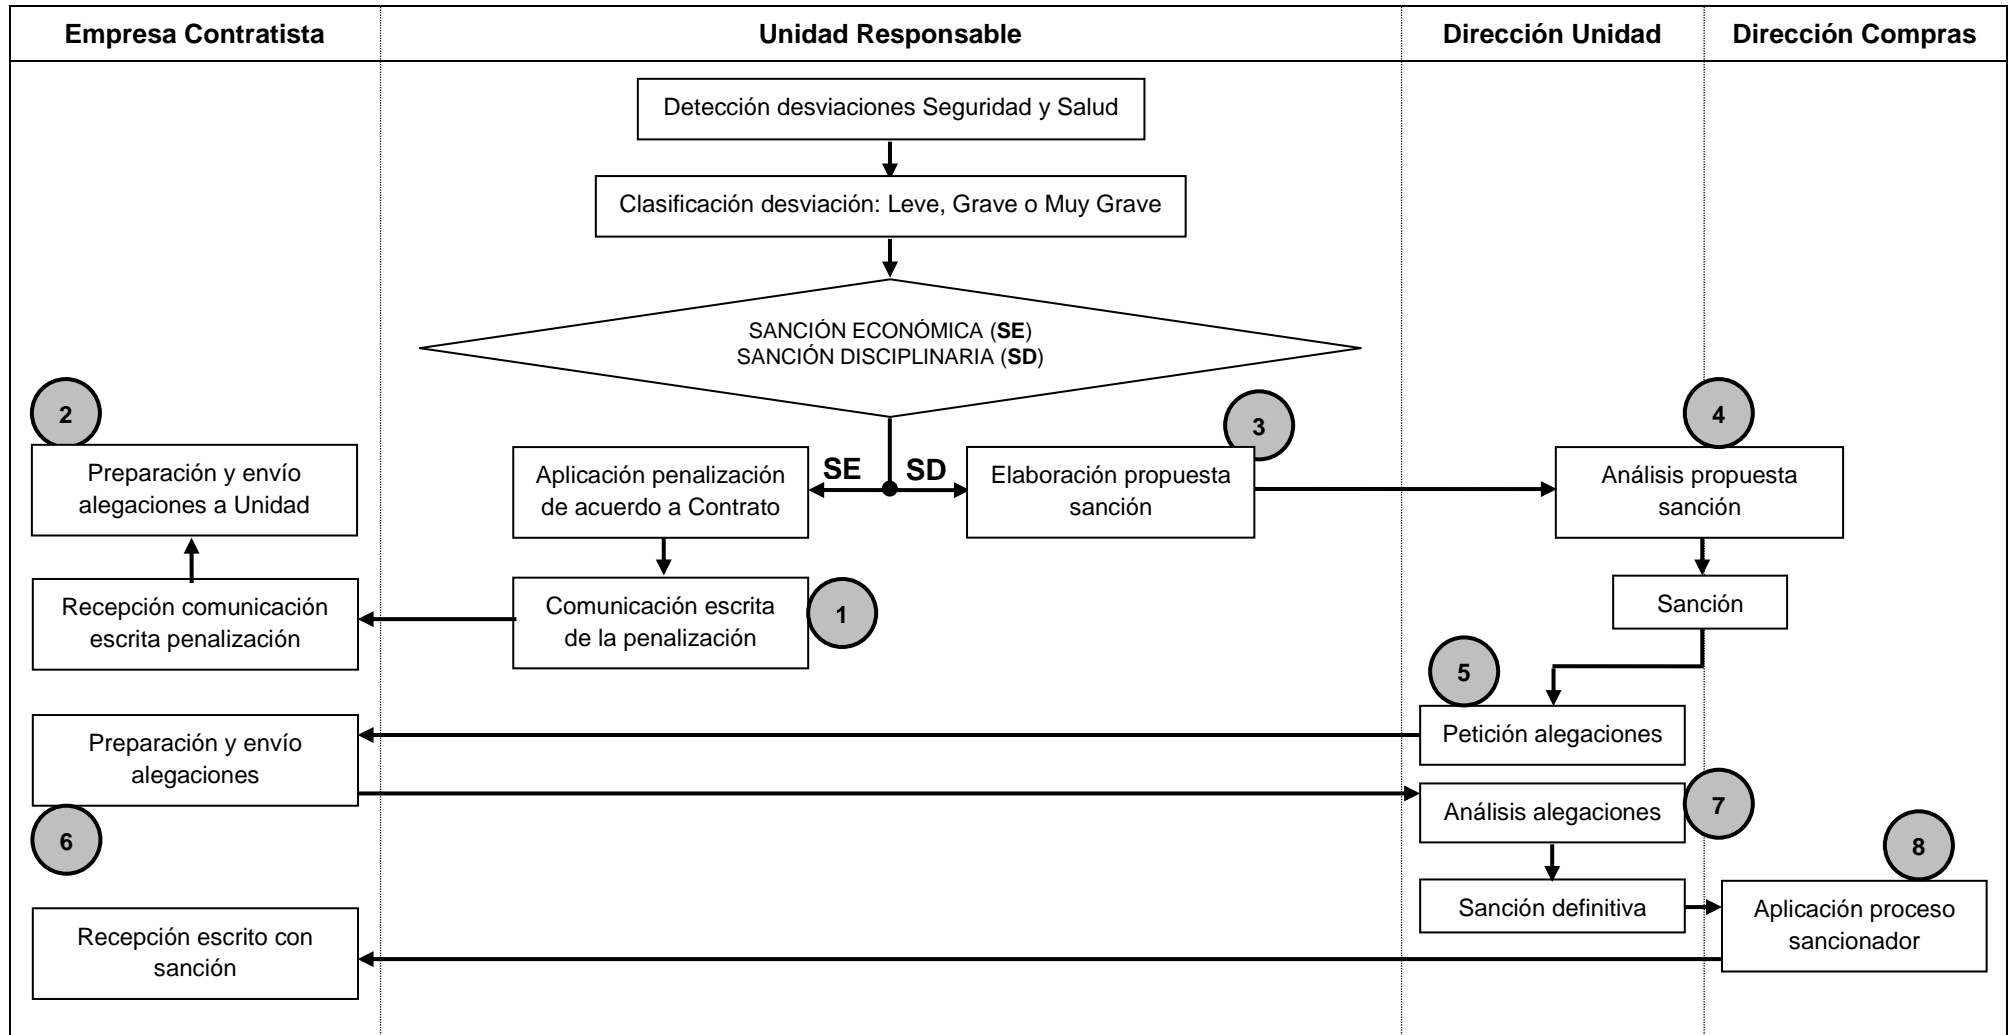 Empresa Contratista
Unidad Responsable
Dirección Unidad
Dirección Compras
Detección desviaciones Seguridad y Salud
Clasificación desviación: Leve, Grave o Muy Grave
SANCIÓN ECONÓMICA (SE)
SANCIÓN DISCIPLINARIA (SD)
2
3
4
Preparación y envío
alegaciones a Unidad
Aplicación penalización
de acuerdo a Contrato
SE
SD
Elaboración propuesta
sanción
Análisis propuesta
sanción
Recepción comunicación
escrita penalización
Comunicación escrita
de la penalización
1
Sanción
5
Preparación y envío
alegaciones
Petición alegaciones
6
Análisis alegaciones
7
8
Recepción escrito con
sanción
Sanción definitiva
Aplicación proceso
sancionador